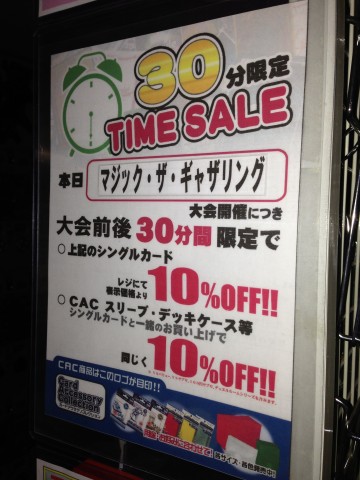 30分限定
TIME SALE
本日 マジック・ザ・ギャザリング
大会開催につき
大会前後30分間限定で
○上記のシングルカード
レジにて
表示価格より 10%OFF!!
○CAC スリーブ・デッキケース等
シングルカードと一緒のお買い上げで
同じく 10%OFF!!
CAC商品はこのロゴが目印!!
Card
Accessory
Collection